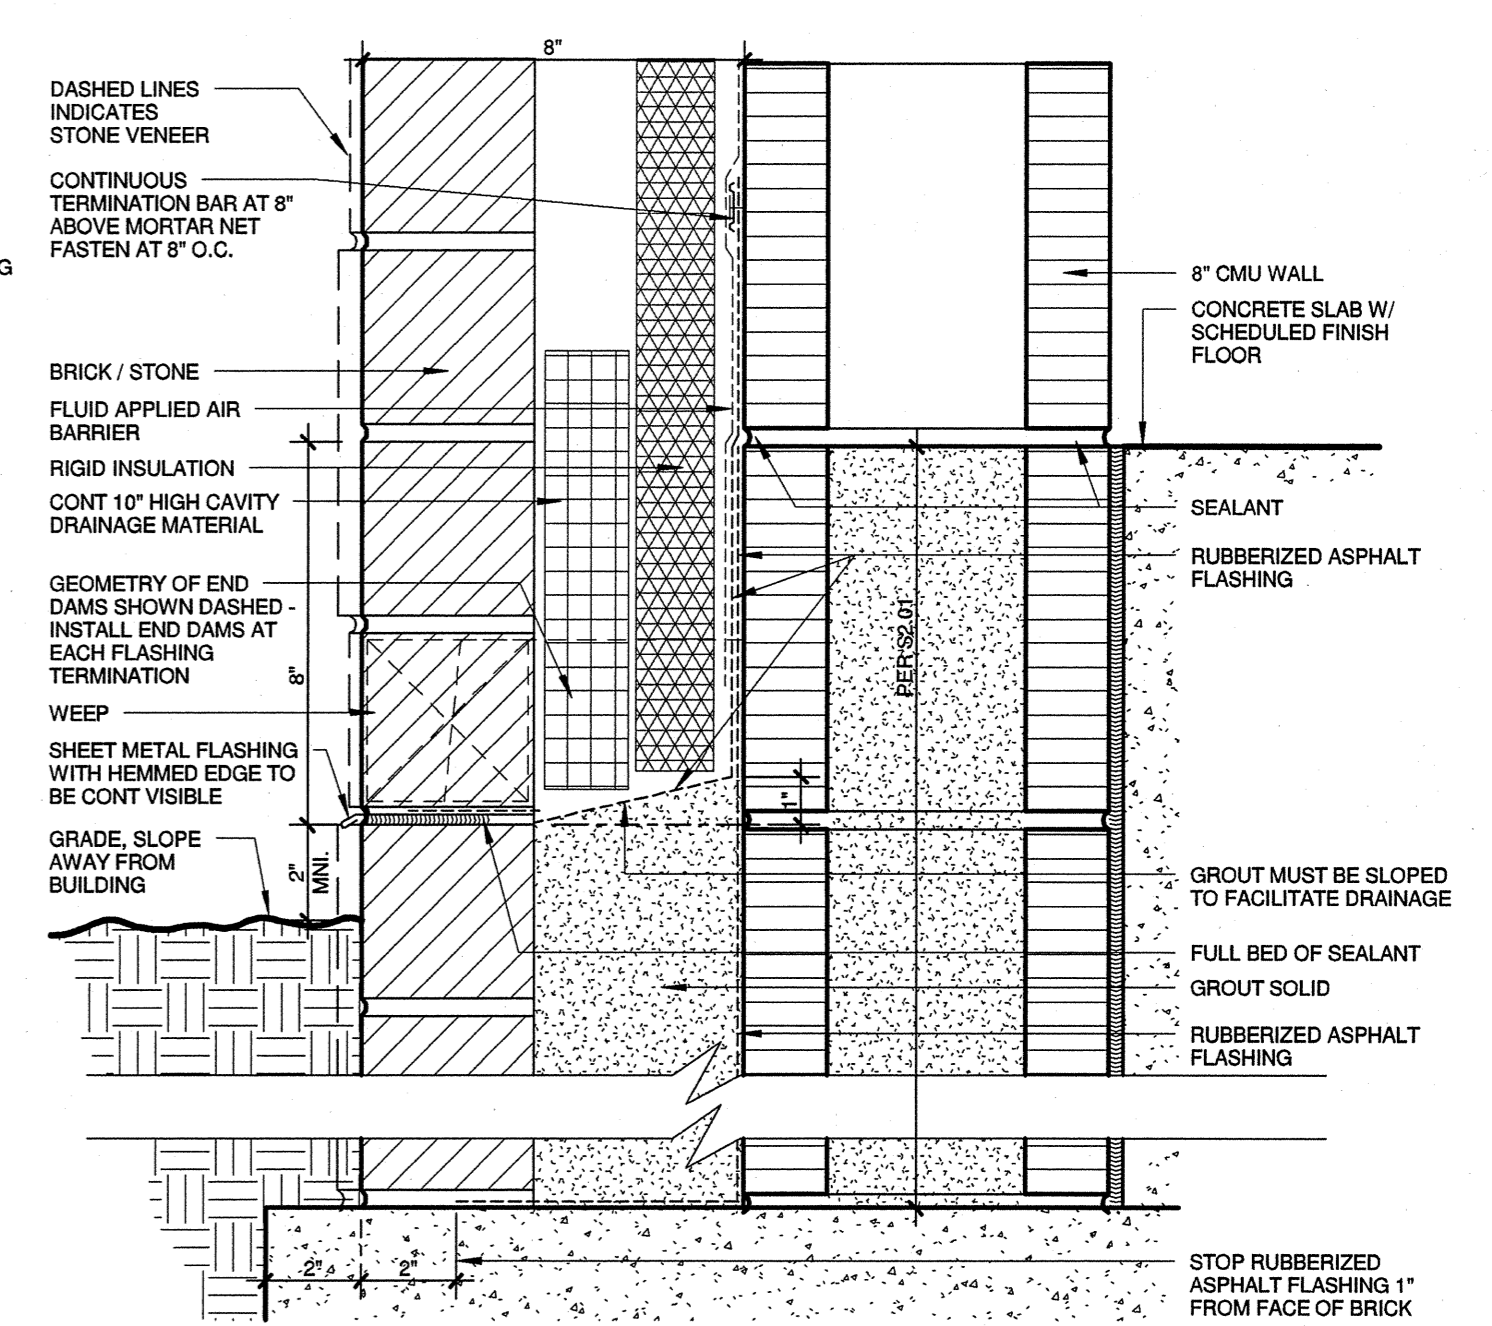 8"
DASHED LINES
INDICATES
STONE VENEER
CONTINUOUS
TERMINATION BAR AT 8"
ABOVE MORTAR NET
FASTEN AT 8" O.C.
G
BRICK / STONE
FLUID APPLIED AIR
BARRIER
RIGID INSULATION
CONT 10" HIGH CAVITY
DRAINAGE MATERIAL
GEOMETRY OF END
DAMS SHOWN DASHED -
INSTALL END DAMS AT
EACH FLASHING
TERMINATION
WEEP
SHEET METAL FLASHING
WITH HEMMED EDGE TO
BE CONT VISIBLE
GRADE, SLOPE
AWAY FROM
BUILDING
8"
2"
MNI.
1"
PER S2.01
8" CMU WALL
CONCRETE SLAB W/
SCHEDULED FINISH
FLOOR
SEALANT
RUBBERIZED ASPHALT
FLASHING
GROUT MUST BE SLOPED
TO FACILITATE DRAINAGE
FULL BED OF SEALANT
GROUT SOLID
RUBBERIZED ASPHALT
FLASHING
2"
2"
STOP RUBBERIZED
ASPHALT FLASHING 1"
FROM FACE OF BRICK